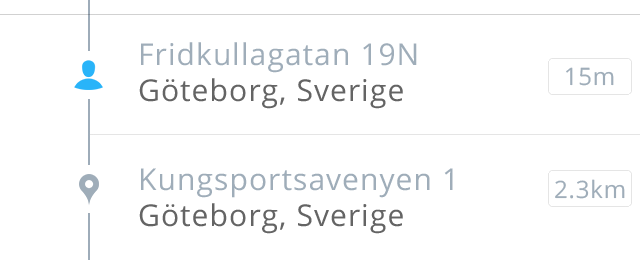 Fridkullagatan 19N
Göteborg, Sverige
15m
Kungsportsavenyen 1
Göteborg, Sverige
2.3km